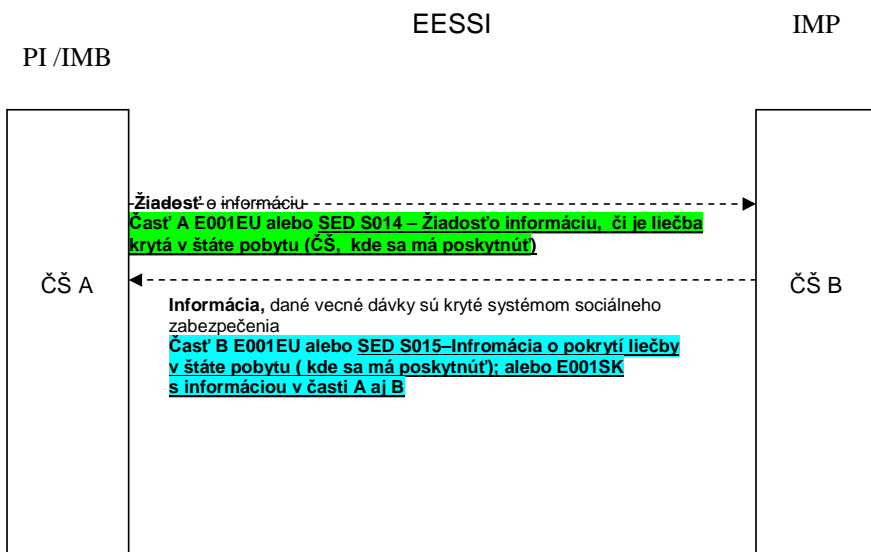 EESSI
IMP
PI /IMB
Žiadosť o informáciu
Časť A E001EU alebo SED S014 – Žiadosťo informáciu, či je liečba
krytá v štáte pobytu (ČŠ, kde sa má poskytnúť)
ČŠ A
ČŠ B
Informácia, dané vecné dávky sú kryté systémom sociálneho
zabezpečenia
Časť B E001EU alebo SED S015–Infromácia o pokrytí liečby
v štáte pobytu ( kde sa má poskytnúť); alebo E001SK
s informáciou v časti A aj B